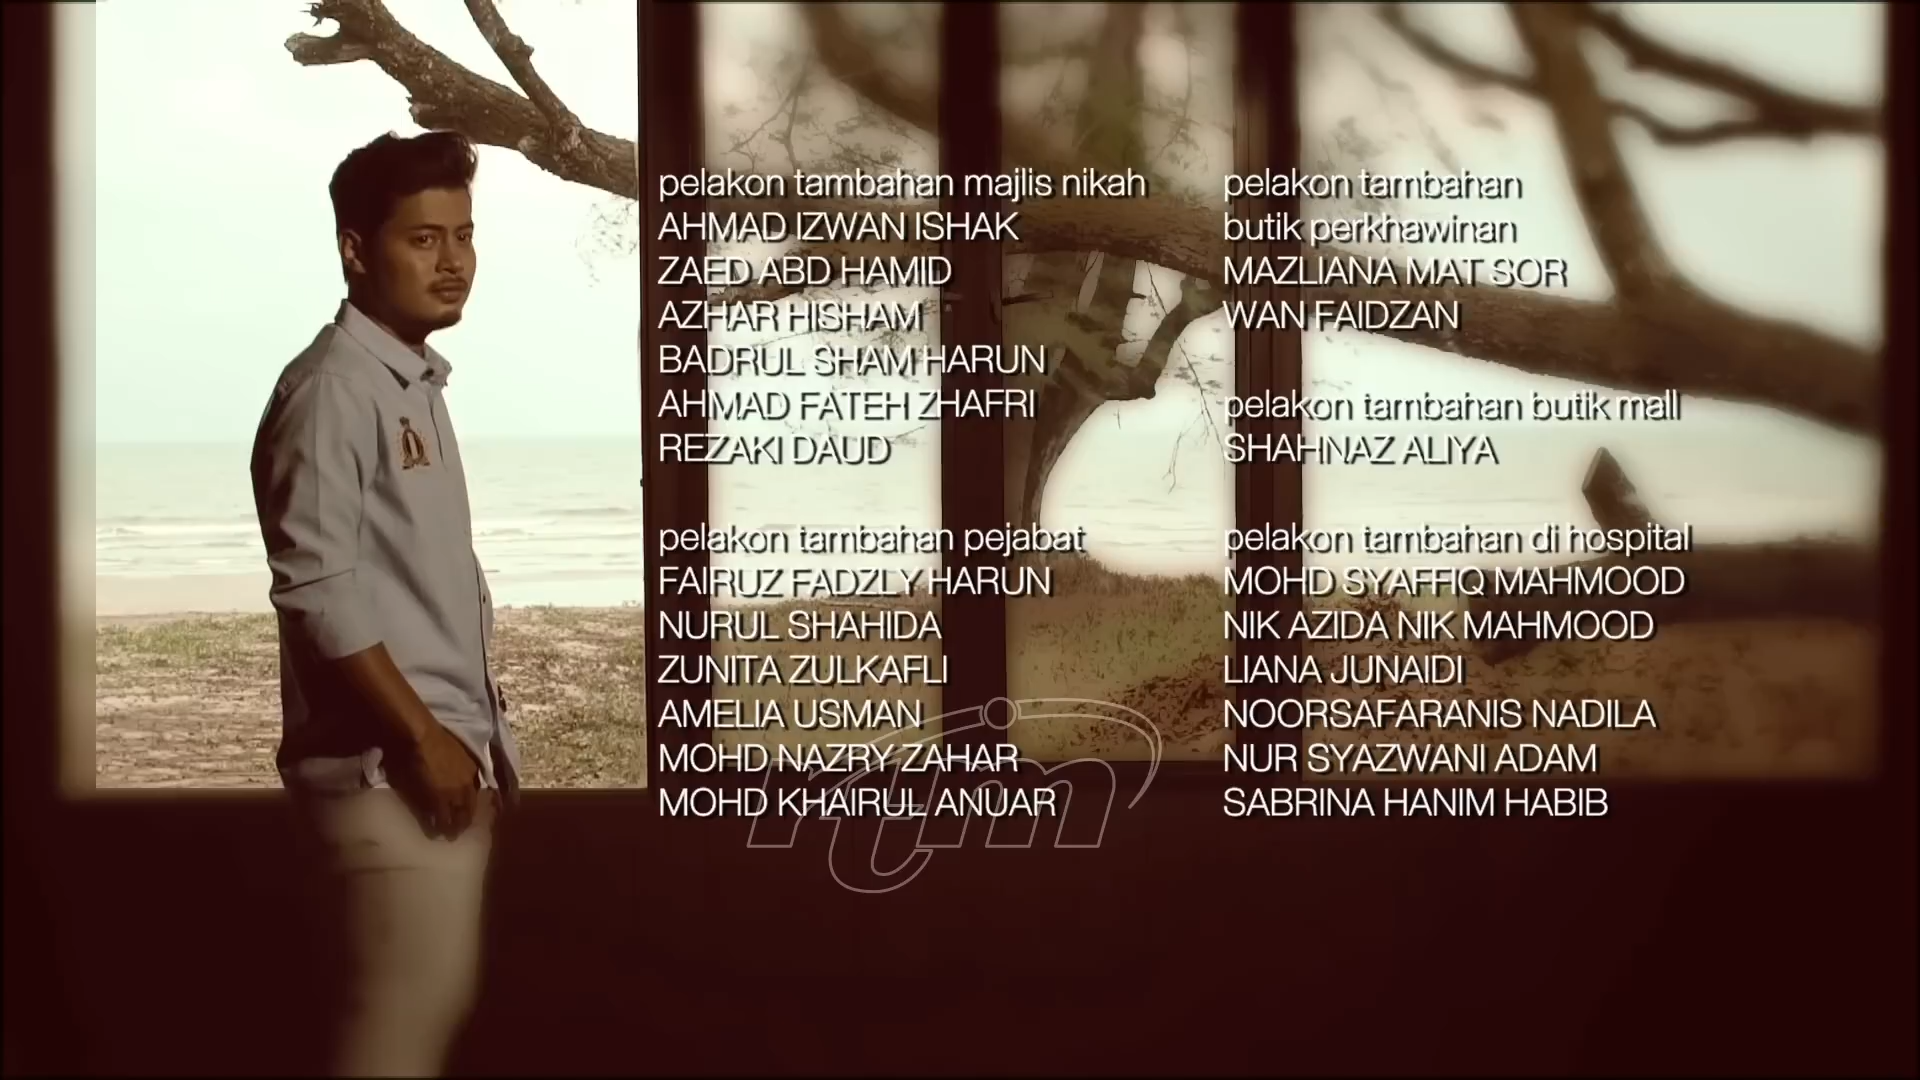 pelakon tambahan majlis nikah
AHMAD IZWAN ISHAK
ZAED ABD HAMID
AZHAR HISHAM
BADRUL SHAM HARUN
AHMAD FATEH ZHAFRI
REZAKI DAUD
pelakon tambahan pejabat
FAIRUZ FADZLY HARUN
NURUL SHAHIDA
ZUNITA ZULKAFLI
AMELIA USMAN
MOHD NAZRY ZAHAR
MOHD KHAIRUL ANUAR
pelakon tambahan
butik perkhawinan
MAZLIANA MAT SOR
WAN FAIDZAN
pelakon tambahan butik mall
SHAHNAZ ALIYA
pelakon tambahan di hospital
MOHD SYAFFIQ MAHMOOD
NIK AZIDA NIK MAHMOOD
LIANA JUNAIDI
NOORSAFARANIS NADILA
NUR SYAZWANI ADAM
SABRINA HANIM HABIB
rtm